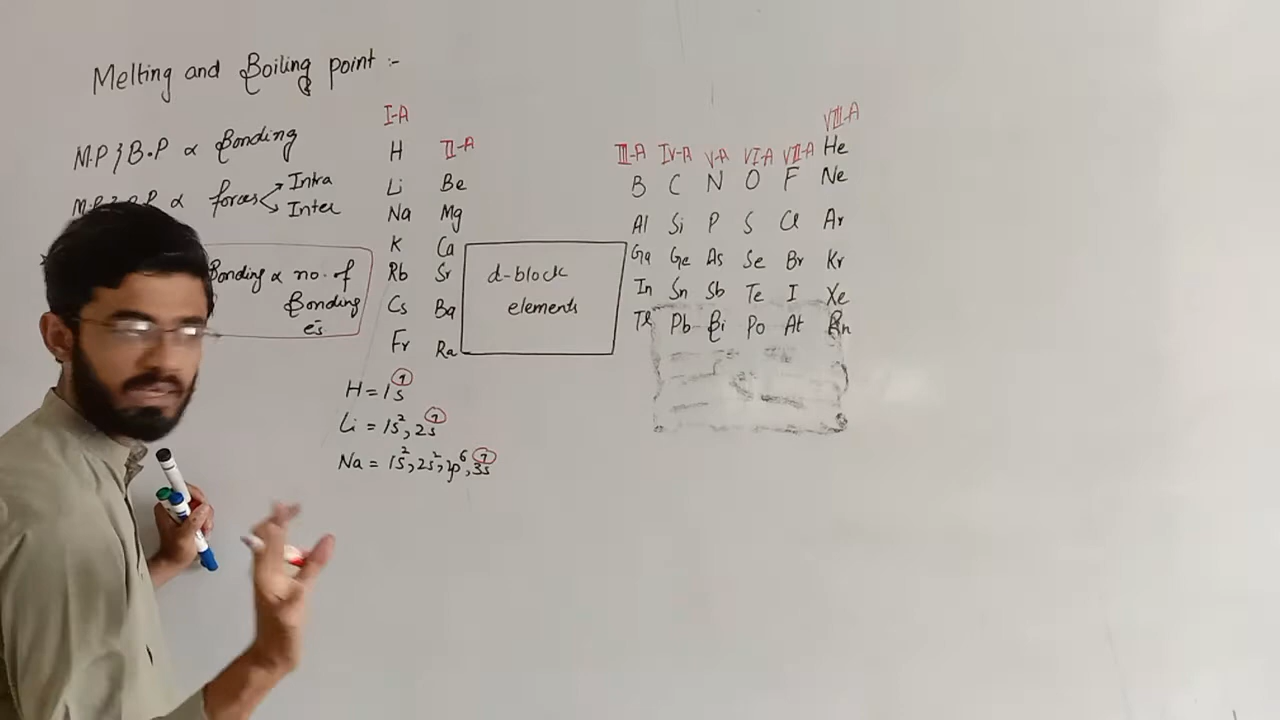 Melting and Boiling point :-
M.P } B.P ∝ Bonding
M.P } B.P ∝ forces Intra
Inter
Bonding ∝ no. of
Bonding
es̄
I-A
H
Li
Na
K
Rb
Cs
Fr
II-A
Be
Mg
Ca
Sr
Ba
Ra
d-block
elements
III-A IV-A V-A VI-A VII-A VIII-A
He
B C N O F Ne
Al Si P S Cl Ar
Ga Ge As Se Br Kr
In Sn Sb Te I Xe
Tl Pb Bi Po At Rn
H = 1s¹
Li = 1s², 2s¹
Na = 1s², 2s², 2p⁶, 3s¹